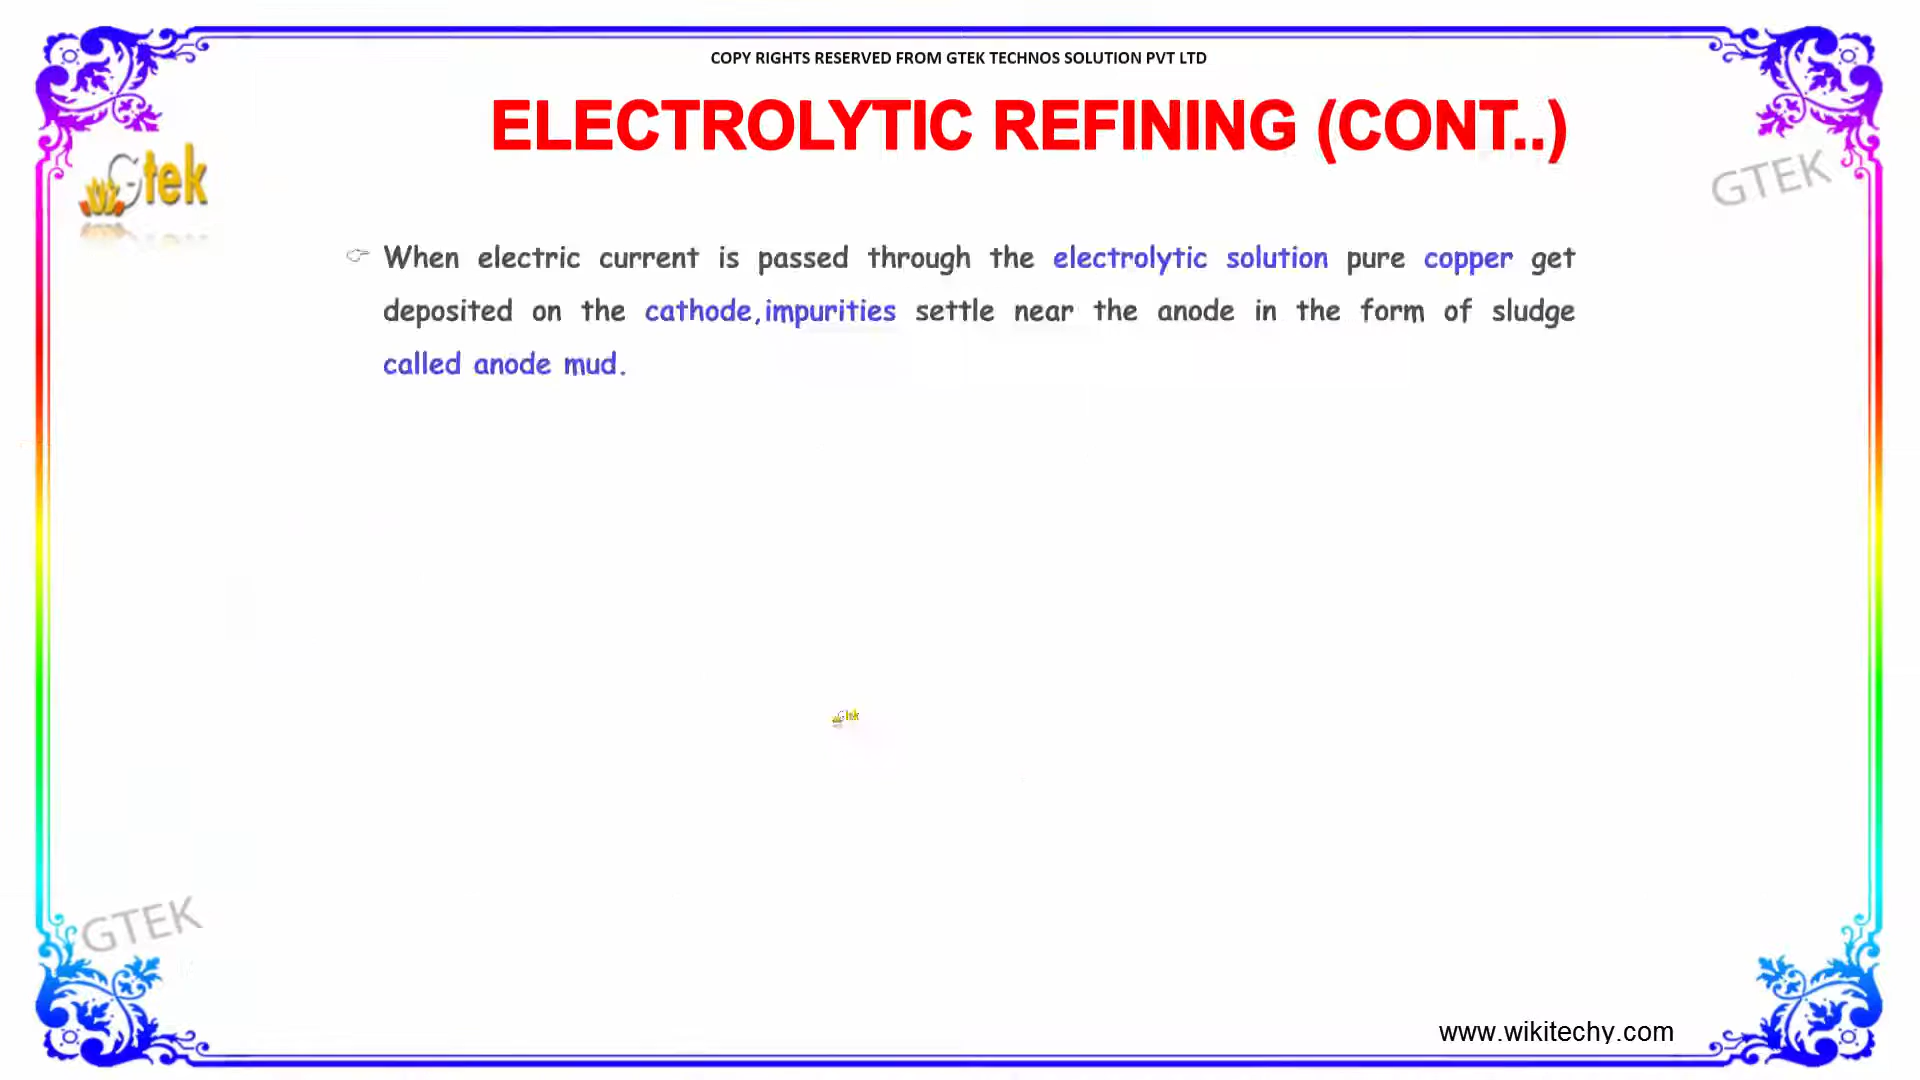 COPY RIGHTS RESERVED FROM GTEK TECHNOS SOLUTION PVT LTD
ELECTROLYTIC REFINING (CONT..)
Gtek
GTEK
When electric current is passed through the electrolytic solution pure copper get
deposited on the cathode,impurities settle near the anode in the form of sludge
called anode mud.
Gtek
GTEK
www.wikitechy.com